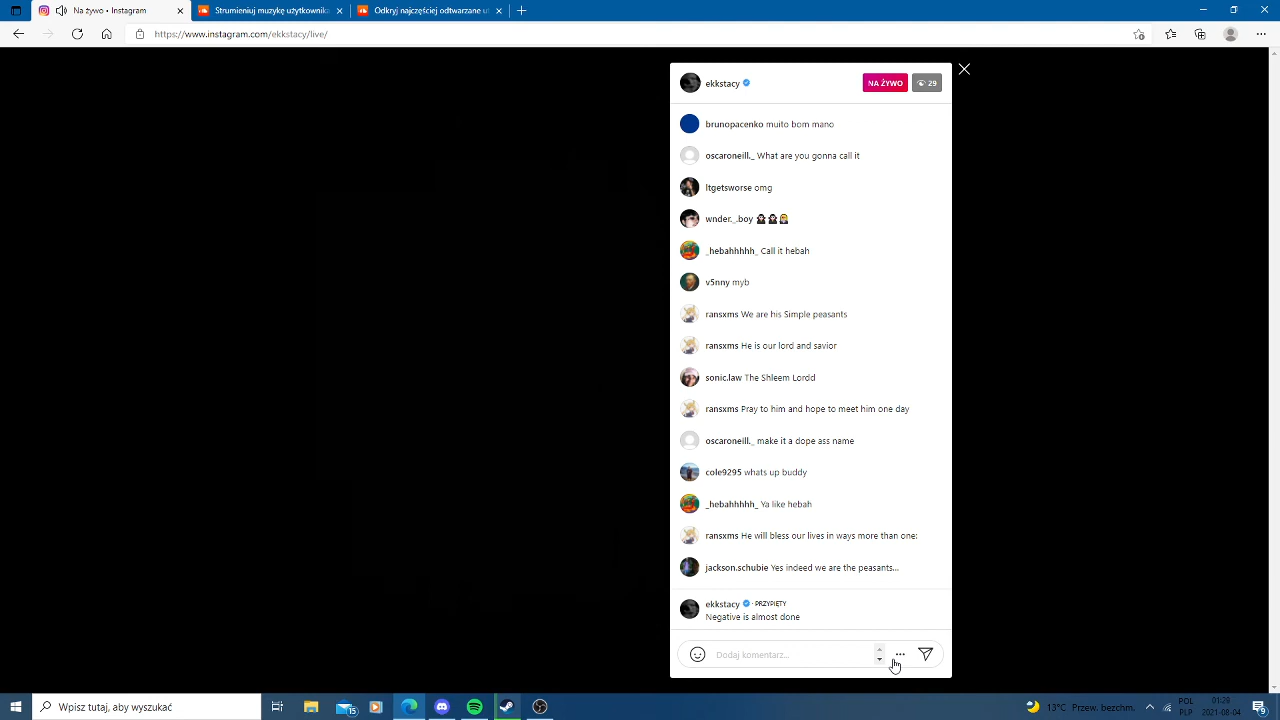 Na żywo • Instagram
Strumieniuj muzykę użytkownika
Odkryj najczęściej odtwarzane ut
https://www.instagram.com/ekkstacy/live/
ekkstacy NA ŻYWO 29
brunopacenko muito bom mano
oscaroneill._ What are you gonna call it
ltgetsworse omg
wnder._.boy
_hebahhhhh_ Call it hebah
v5nny myb
ransxms We are his Simple peasants
ransxms He is our lord and savior
sonic.law The Shleem Lordd
ransxms Pray to him and hope to meet him one day
oscaroneill._ make it a dope ass name
cole9295 whats up buddy
_hebahhhhh_ Ya like hebah
ransxms He will bless our lives in ways more than one:
jackson.schubie Yes indeed we are the peasants...
ekkstacy · PRZYPIĘTY
Negative is almost done
Dodaj komentarz...
Wpisz tutaj, aby wyszukać
13°C Przew. bezchm.
POL
PLP
01:28
2021-08-04